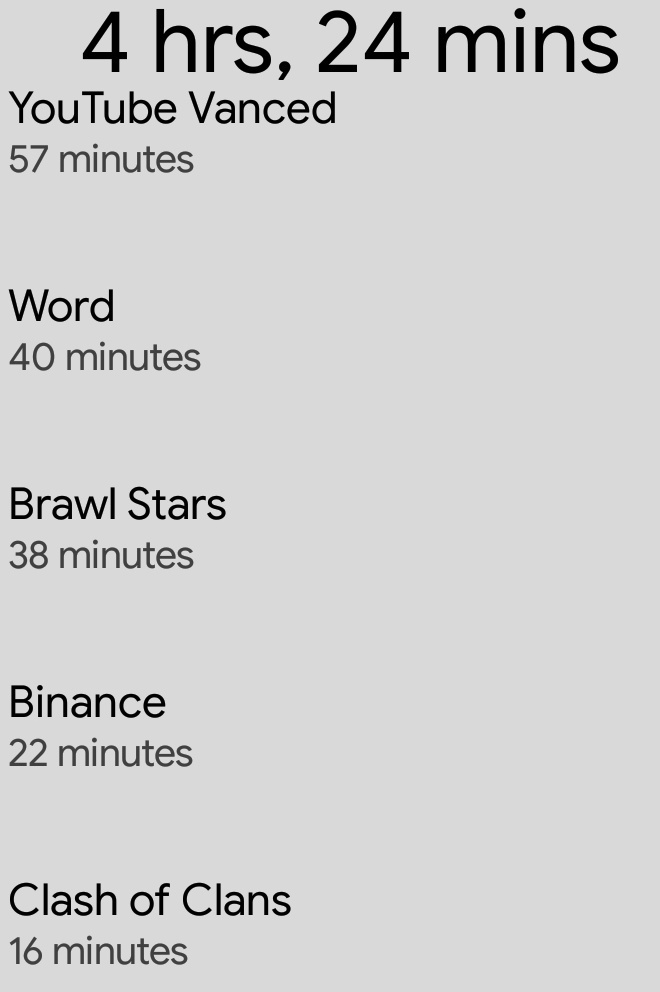 4 hrs, 24 mins
YouTube Vanced
57 minutes
Word
40 minutes
Brawl Stars
38 minutes
Binance
22 minutes
Clash of Clans
16 minutes